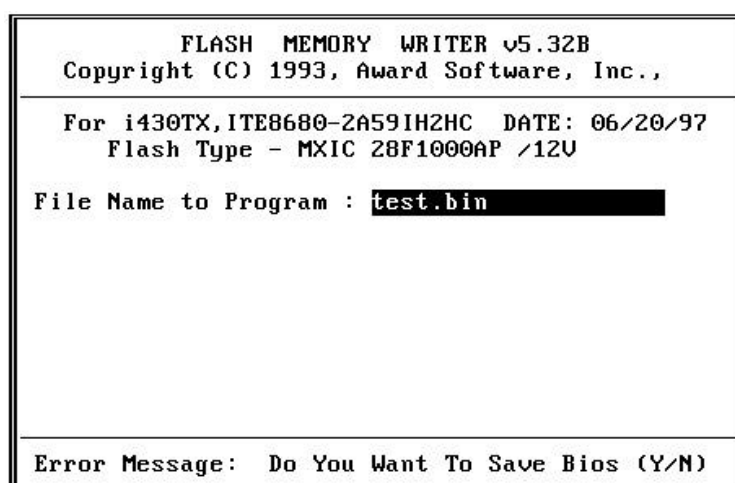 FLASH MEMORY WRITER v5.32B
Copyright (C) 1993, Award Software, Inc.,
For i430TX,ITE8680-2A59IH2HC DATE: 06/20/97
Flash Type - MXIC 28F1000AP /12V
File Name to Program : test.bin
Error Message: Do You Want To Save Bios (Y/N)